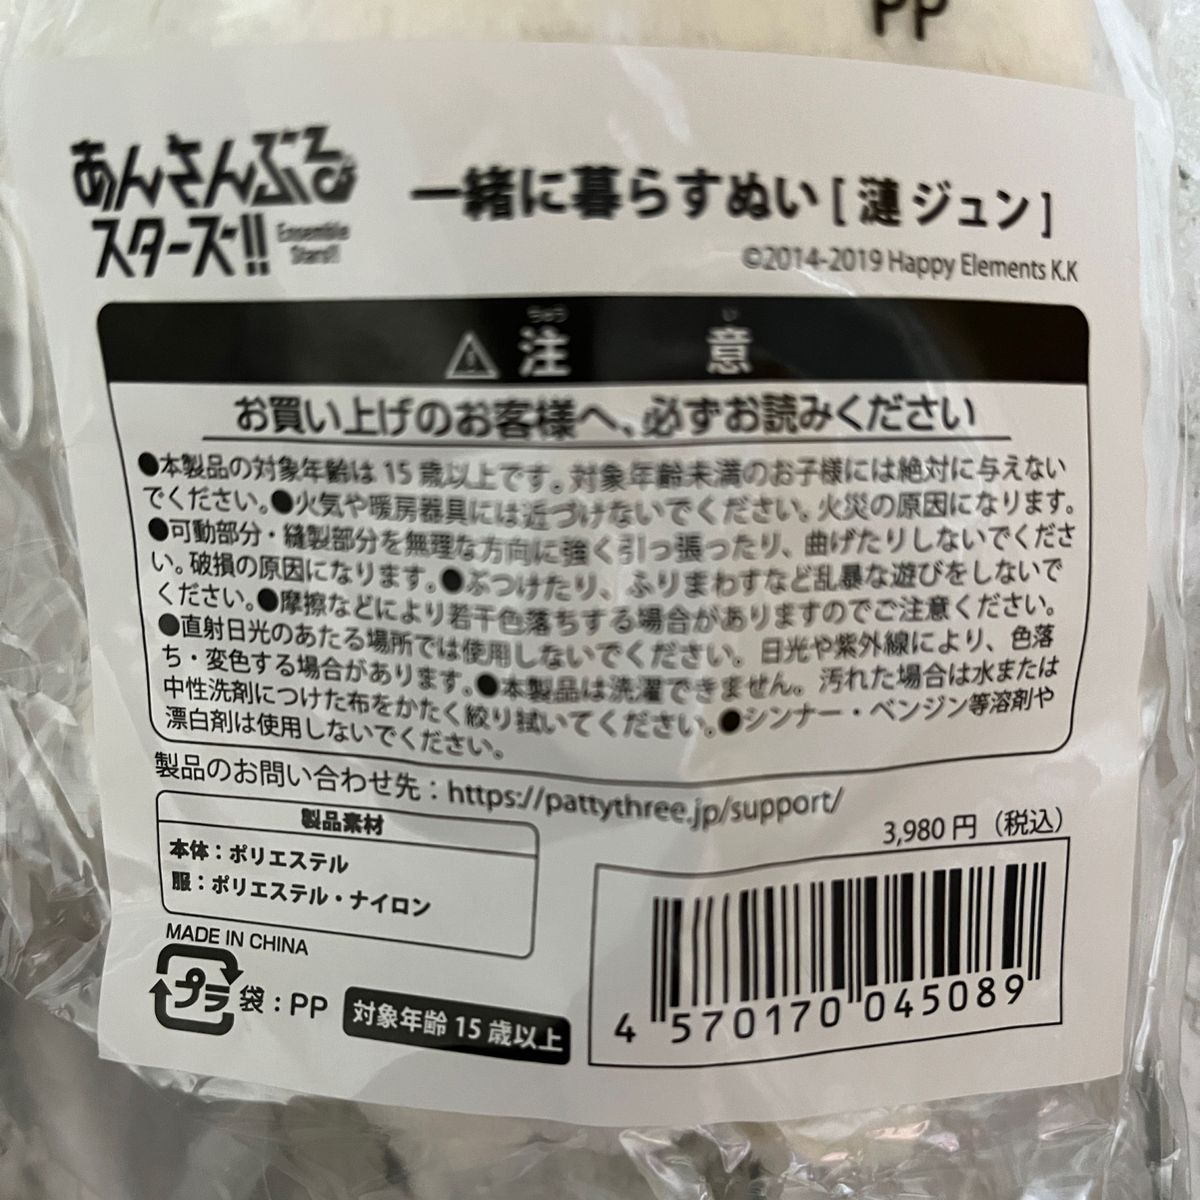 PP
あんさんぶる
スターズ!!
Ensemble
Stars!!
一緒に暮らすぬい [ 漣ジュン ]
©2014-2019 Happy Elements K.K
ちゅう い
注意
お買い上げのお客様へ、必ずお読みください
●本製品の対象年齢は 15 歳以上です。対象年齢未満のお子様には絶対に与えない
でください。●火気や暖房器具には近づけないでください。火災の原因になります。
●可動部分・縫製部分を無理な方向に強く引っ張ったり、曲げたりしないでくださ
い。破損の原因になります。●ぶつけたり、ふりまわすなど乱暴な遊びをしないで
ください。●摩擦などにより若干色落ちする場合がありますのでご注意ください。
●直射日光のあたる場所では使用しないでください。日光や紫外線により、色落
ち・変色する場合があります。●本製品は洗濯できません。汚れた場合は水または
中性洗剤につけた布をかたく絞り拭いてください。●シンナー・ベンジン等溶剤や
漂白剤は使用しないでください。
製品のお問い合わせ先：https://pattythree.jp/support/
製品素材
本体：ポリエステル
服：ポリエステル・ナイロン
MADE IN CHINA
プラ 袋：PP
対象年齢 15 歳以上
3,980 円（税込）
4 570170 045089